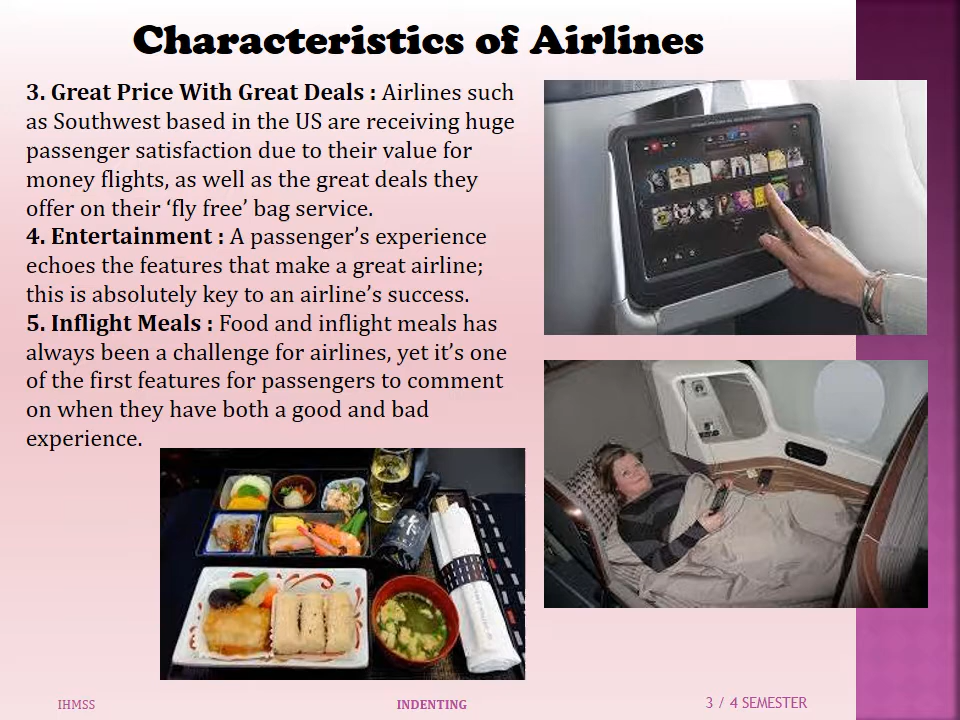 Characteristics of Airlines
3. Great Price With Great Deals : Airlines such
as Southwest based in the US are receiving huge
passenger satisfaction due to their value for
money flights, as well as the great deals they
offer on their ‘fly free’ bag service.
4. Entertainment : A passenger’s experience
echoes the features that make a great airline;
this is absolutely key to an airline’s success.
5. Inflight Meals : Food and inflight meals has
always been a challenge for airlines, yet it’s one
of the first features for passengers to comment
on when they have both a good and bad
experience.
IHMSS
INDENTING
3 / 4 SEMESTER